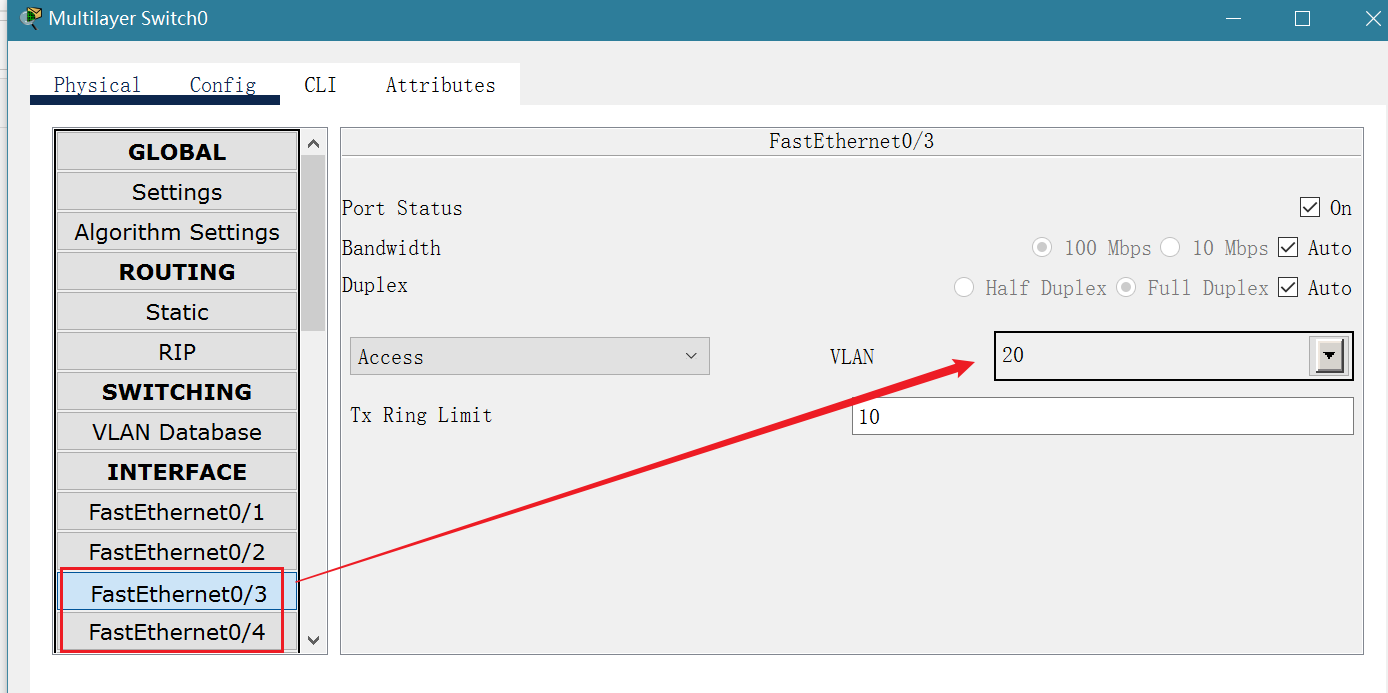 Multilayer Switch0
Physical Config CLI Attributes
GLOBAL
Settings
Algorithm Settings
ROUTING
Static
RIP
SWITCHING
VLAN Database
INTERFACE
FastEthernet0/1
FastEthernet0/2
FastEthernet0/3
FastEthernet0/4
FastEthernet0/3
Port Status On
Bandwidth 100 Mbps 10 Mbps Auto
Duplex Half Duplex Full Duplex Auto
Access VLAN 20
Tx Ring Limit 10